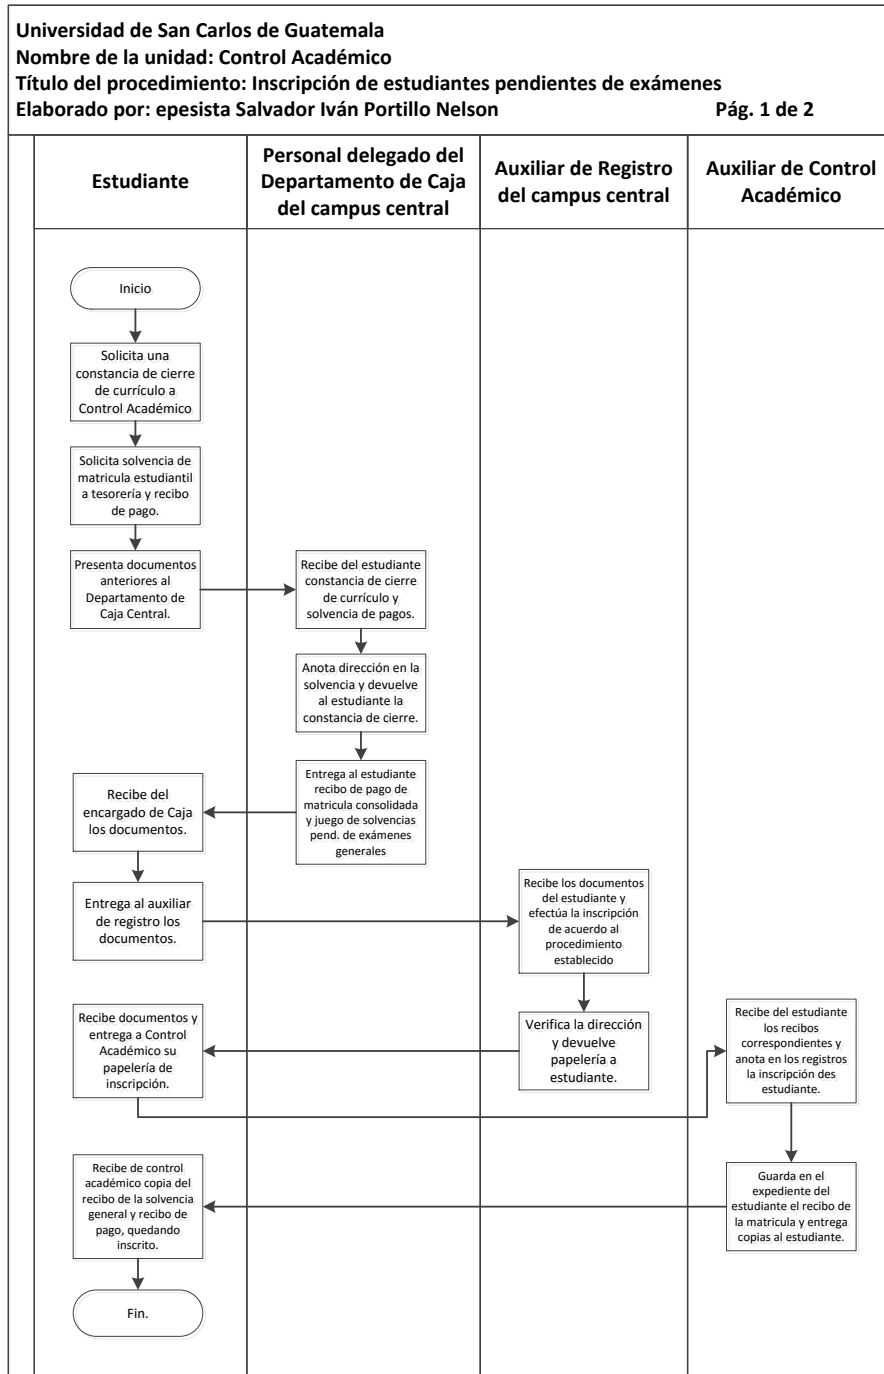 Universidad de San Carlos de Guatemala
Nombre de la unidad: Control Académico
Título del procedimiento: Inscripción de estudiantes pendientes de exámenes
Elaborado por: epesista Salvador Iván Portillo Nelson Pág. 1 de 2
Estudiante
Personal delegado del
Departamento de Caja
del campus central
Auxiliar de Registro
del campus central
Auxiliar de Control
Académico
Inicio
Solicita una
constancia de cierre
de currículo a
Control Académico
Solicita solvencia de
matricula estudiantil
a tesorería y recibo
de pago.
Presenta documentos
anteriores al
Departamento de
Caja Central.
Recibe del estudiante
constancia de cierre
de currículo y
solvencia de pagos.
Anota dirección en la
solvencia y devuelve
al estudiante la
constancia de cierre.
Entrega al estudiante
recibo de pago de
matricula consolidada
y juego de solvencias
pend. de exámenes
generales
Recibe del
encargado de Caja
los documentos.
Entrega al auxiliar
de registro los
documentos.
Recibe los documentos
del estudiante y
efectúa la inscripción
de acuerdo al
procedimiento
establecido
Verifica la dirección
y devuelve
papelería a
estudiante.
Recibe documentos y
entrega a Control
Académico su
papelería de
inscripción.
Recibe del estudiante
los recibos
correspondientes y
anota en los registros
la inscripción des
estudiante.
Guarda en el
expediente del
estudiante el recibo de
la matricula y entrega
copias al estudiante.
Recibe de control
académico copia del
recibo de la solvencia
general y recibo de
pago, quedando
inscrito.
Fin.